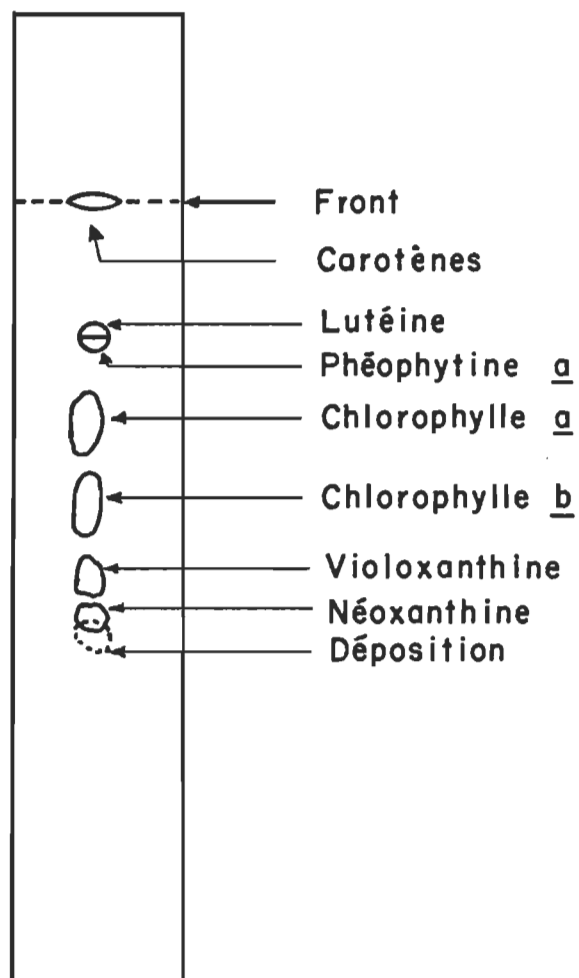 Front
Carotènes
Lutéine
Phéophytine a
Chlorophylle a
Chlorophylle b
Violoxanthine
Néoxanthine
Déposition